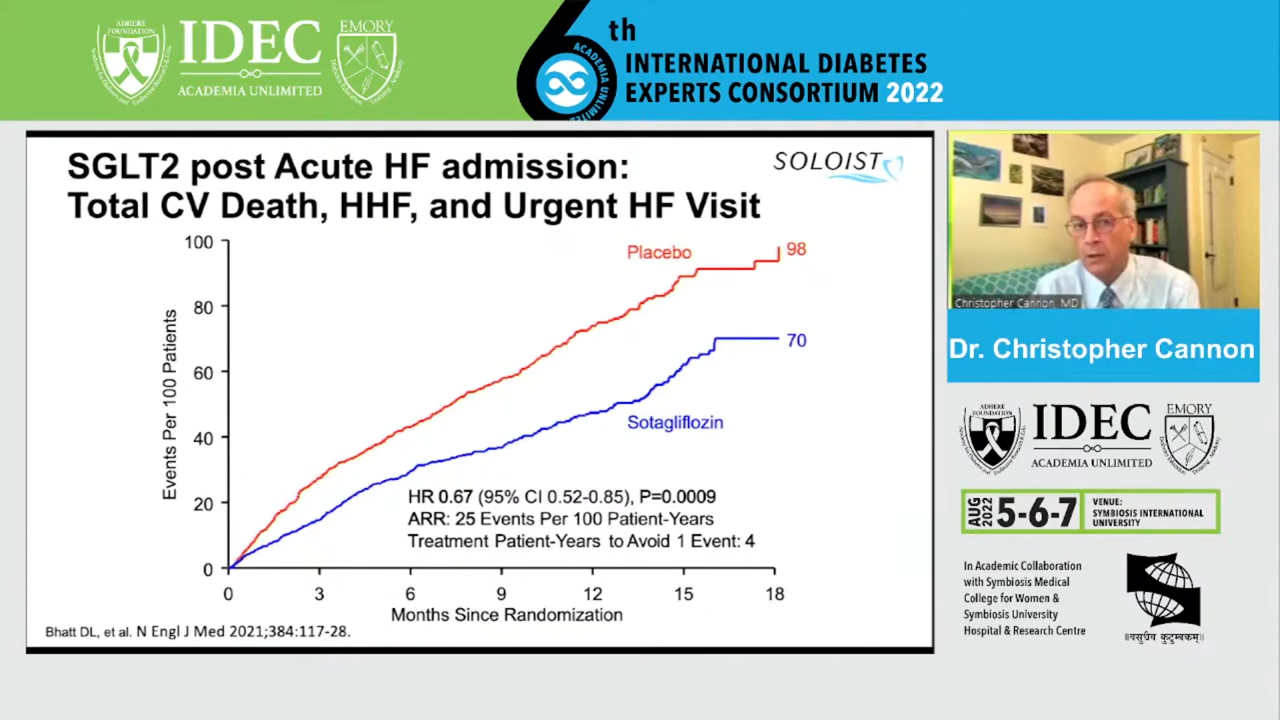 ADHERE
FOUNDATION
IDEC
ACADEMIA UNLIMITED
EMORY
6th
ACADEMIA UNLIMITED
INTERNATIONAL DIABETES
EXPERTS CONSORTIUM 2022
SGLT2 post Acute HF admission:
Total CV Death, HHF, and Urgent HF Visit
SOLOIST
Events Per 100 Patients
100
80
60
40
20
0
Placebo
98
70
Sotagliflozin
HR 0.67 (95% CI 0.52-0.85), P=0.0009
ARR: 25 Events Per 100 Patient-Years
Treatment Patient-Years to Avoid 1 Event: 4
0 3 6 9 12 15 18
Months Since Randomization
Bhatt DL, et al. N Engl J Med 2021;384:117-28.
Christopher Cannon, MD
Dr. Christopher Cannon
ADHERE
FOUNDATION
IDEC
ACADEMIA UNLIMITED
EMORY
AUG
2022
5-6-7
VENUE:
SYMBIOSIS INTERNATIONAL
UNIVERSITY
In Academic Collaboration
with Symbiosis Medical
College for Women &
Symbiosis University
Hospital & Research Centre
॥वसुधैव कुटुम्बकम्॥